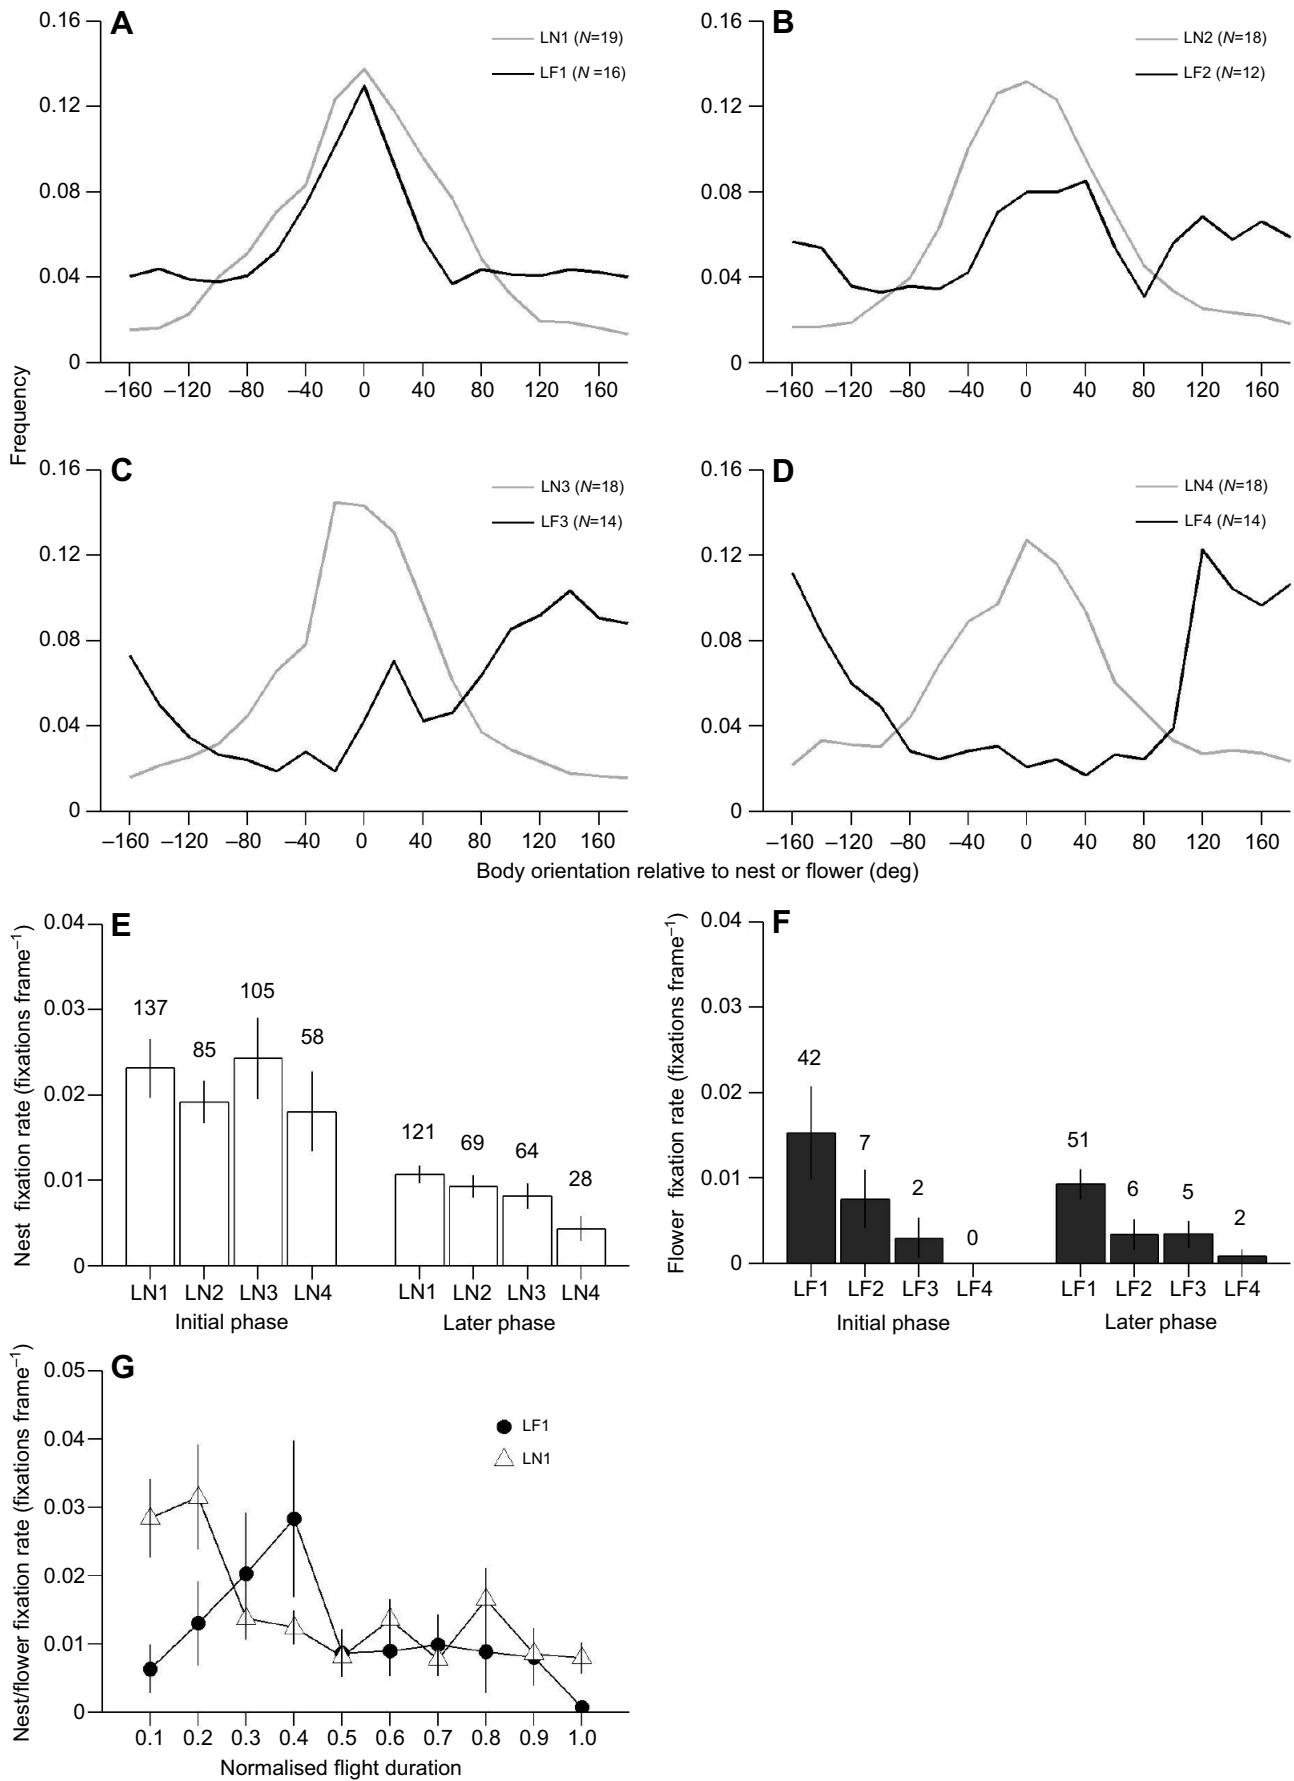 A
B
0.16
0.12
0.08
0.04
0
LN1 (N=19)
LF1 (N =16)
–160 –120 –80 –40 0 40 80 120 160
0.16
0.12
0.08
0.04
0
LN2 (N=18)
LF2 (N=12)
–160 –120 –80 –40 0 40 80 120 160
Frequency
C
D
0.16
0.12
0.08
0.04
0
LN3 (N=18)
LF3 (N=14)
–160 –120 –80 –40 0 40 80 120 160
0.16
0.12
0.08
0.04
0
LN4 (N=18)
LF4 (N=14)
–160 –120 –80 –40 0 40 80 120 160
Body orientation relative to nest or flower (deg)
E
Nest fixation rate (fixations frame–1)
0.04
0.03
0.02
0.01
0
137 85 105 58 121 69 64 28
LN1 LN2 LN3 LN4 LN1 LN2 LN3 LN4
Initial phase Later phase
F
Flower fixation rate (fixations frame–1)
0.04
0.03
0.02
0.01
0
42 7 2 0 51 6 5 2
LF1 LF2 LF3 LF4 LF1 LF2 LF3 LF4
Initial phase Later phase
G
Nest/flower fixation rate (fixations frame–1)
0.05
0.04
0.03
0.02
0.01
0
LF1
LN1
0.1 0.2 0.3 0.4 0.5 0.6 0.7 0.8 0.9 1.0
Normalised flight duration